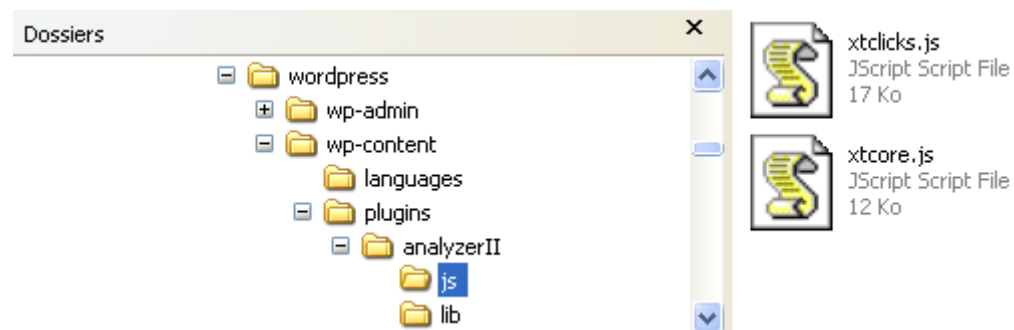 Dossiers
wordpress
wp-admin
wp-content
languages
plugins
analyzerII
js
lib
xtclicks.js
JScript Script File
17 Ko
xtcore.js
JScript Script File
12 Ko